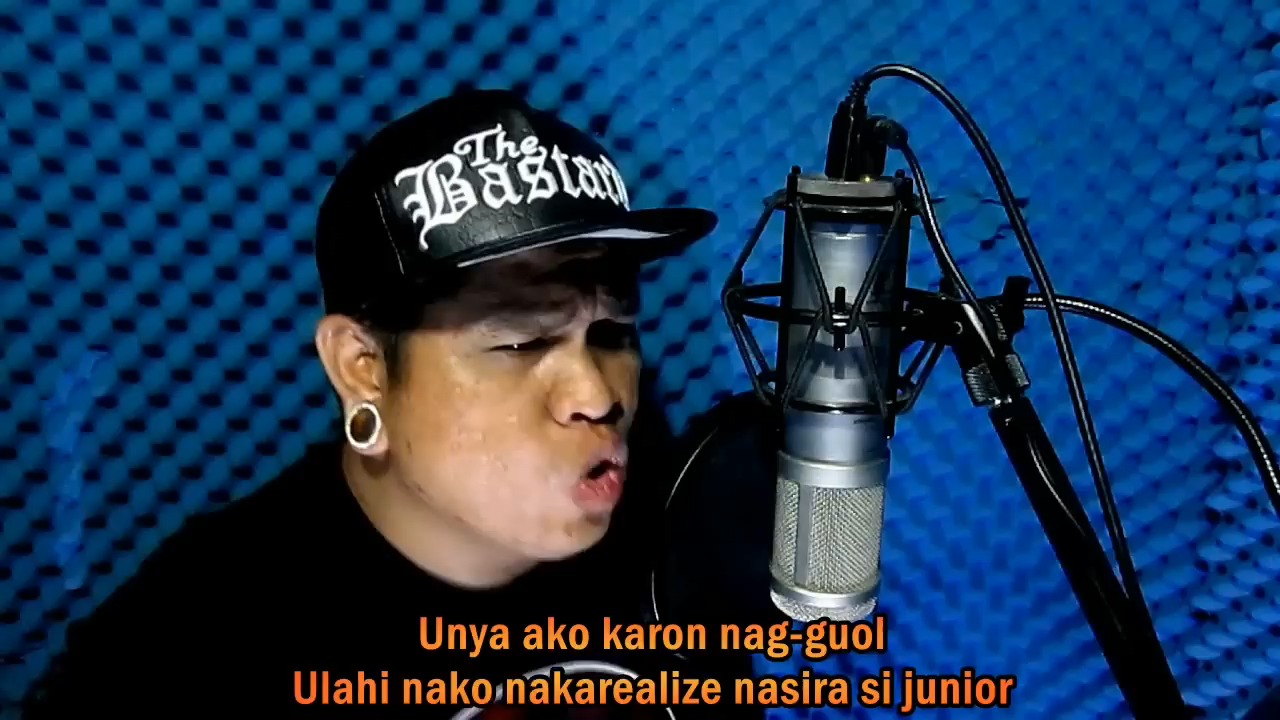 The
Bastard
Unya ako karon nag-guol
Ulahi nako nakarealize nasira si junior